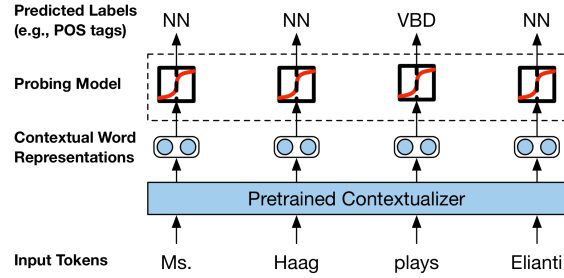 Predicted Labels
(e.g., POS tags)
NN NN VBD NN
Probing Model
Contextual Word
Representations
Pretrained Contextualizer
Input Tokens
Ms. Haag plays Elianti